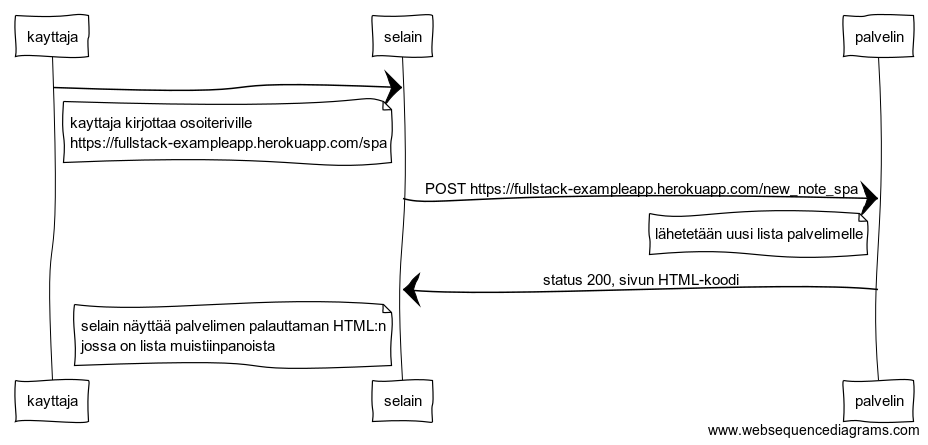 kayttaja
selain
palvelin
kayttaja kirjottaa osoiteriville
https://fullstack-exampleapp.herokuapp.com/spa
POST https://fullstack-exampleapp.herokuapp.com/new_note_spa
lähetetään uusi lista palvelimelle
status 200, sivun HTML-koodi
selain näyttää palvelimen palauttaman HTML:n
jossa on lista muistiinpanoista
kayttaja
selain
palvelin
www.websequencediagrams.com